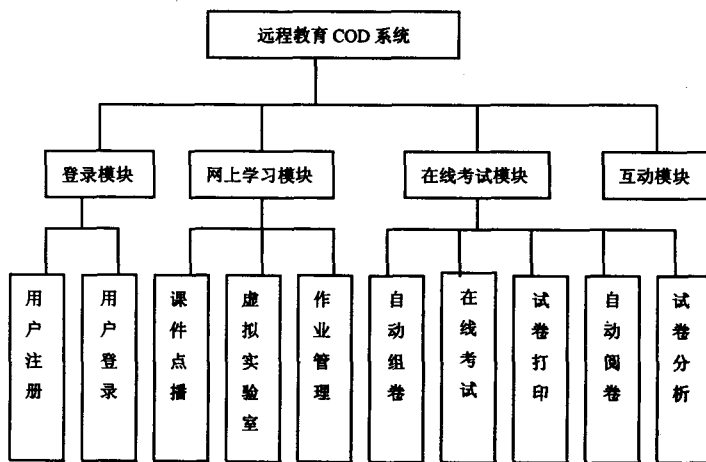 远程教育 COD 系统
登录模块
网上学习模块
在线考试模块
互动模块
用户注册
用户登录
课件点播
虚拟实验室
作业管理
自动组卷
在线考试
试卷打印
自动阅卷
试卷分析